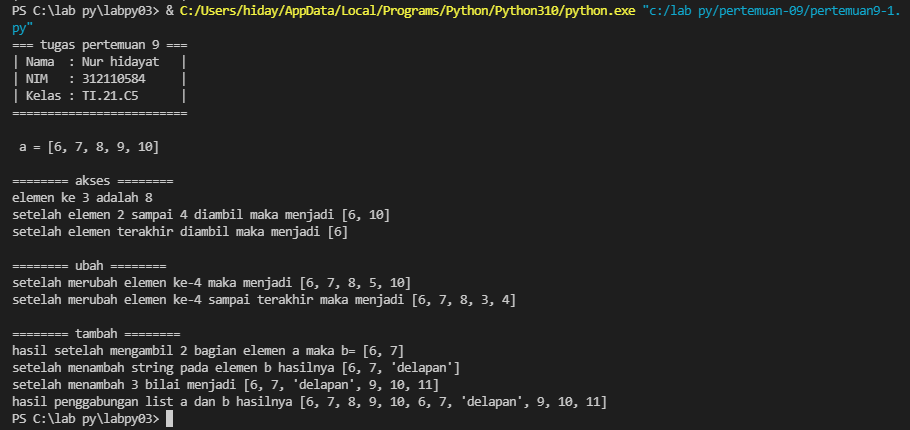 PS C:\lab py\labpy03> & C:/Users/hiday/AppData/Local/Programs/Python/Python310/python.exe "c:/lab py/pertemuan-09/pertemuan9-1.
py"
=== tugas pertemuan 9 ===
| Nama  : Nur hidayat   |
| NIM   : 312110584     |
| Kelas : TI.21.C5      |
=========================
 a = [6, 7, 8, 9, 10]
======== akses ========
elemen ke 3 adalah 8
setelah elemen 2 sampai 4 diambil maka menjadi [6, 10]
setelah elemen terakhir diambil maka menjadi [6]
======== ubah ========
setelah merubah elemen ke-4 maka menjadi [6, 7, 8, 5, 10]
setelah merubah elemen ke-4 sampai terakhir maka menjadi [6, 7, 8, 3, 4]
======== tambah ========
hasil setelah mengambil 2 bagian elemen a maka b= [6, 7]
setelah menambah string pada elemen b hasilnya [6, 7, 'delapan']
setelah menambah 3 bilai menjadi [6, 7, 'delapan', 9, 10, 11]
hasil penggabungan list a dan b hasilnya [6, 7, 8, 9, 10, 6, 7, 'delapan', 9, 10, 11]
PS C:\lab py\labpy03>